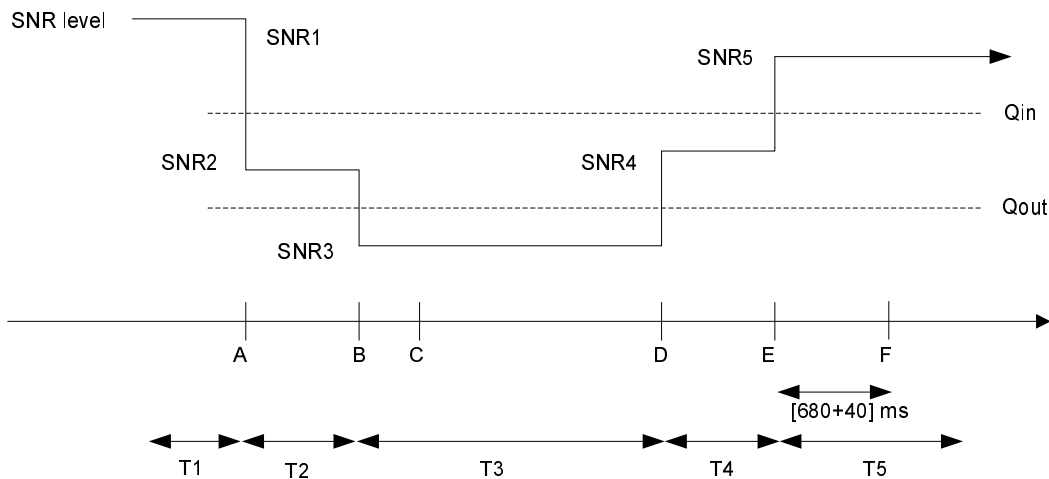 SNR level
SNR1
SNR5
Qin
SNR2
SNR4
Qout
SNR3
A
B
C
D
E
F
[680+40] ms
T1
T2
T3
T4
T5